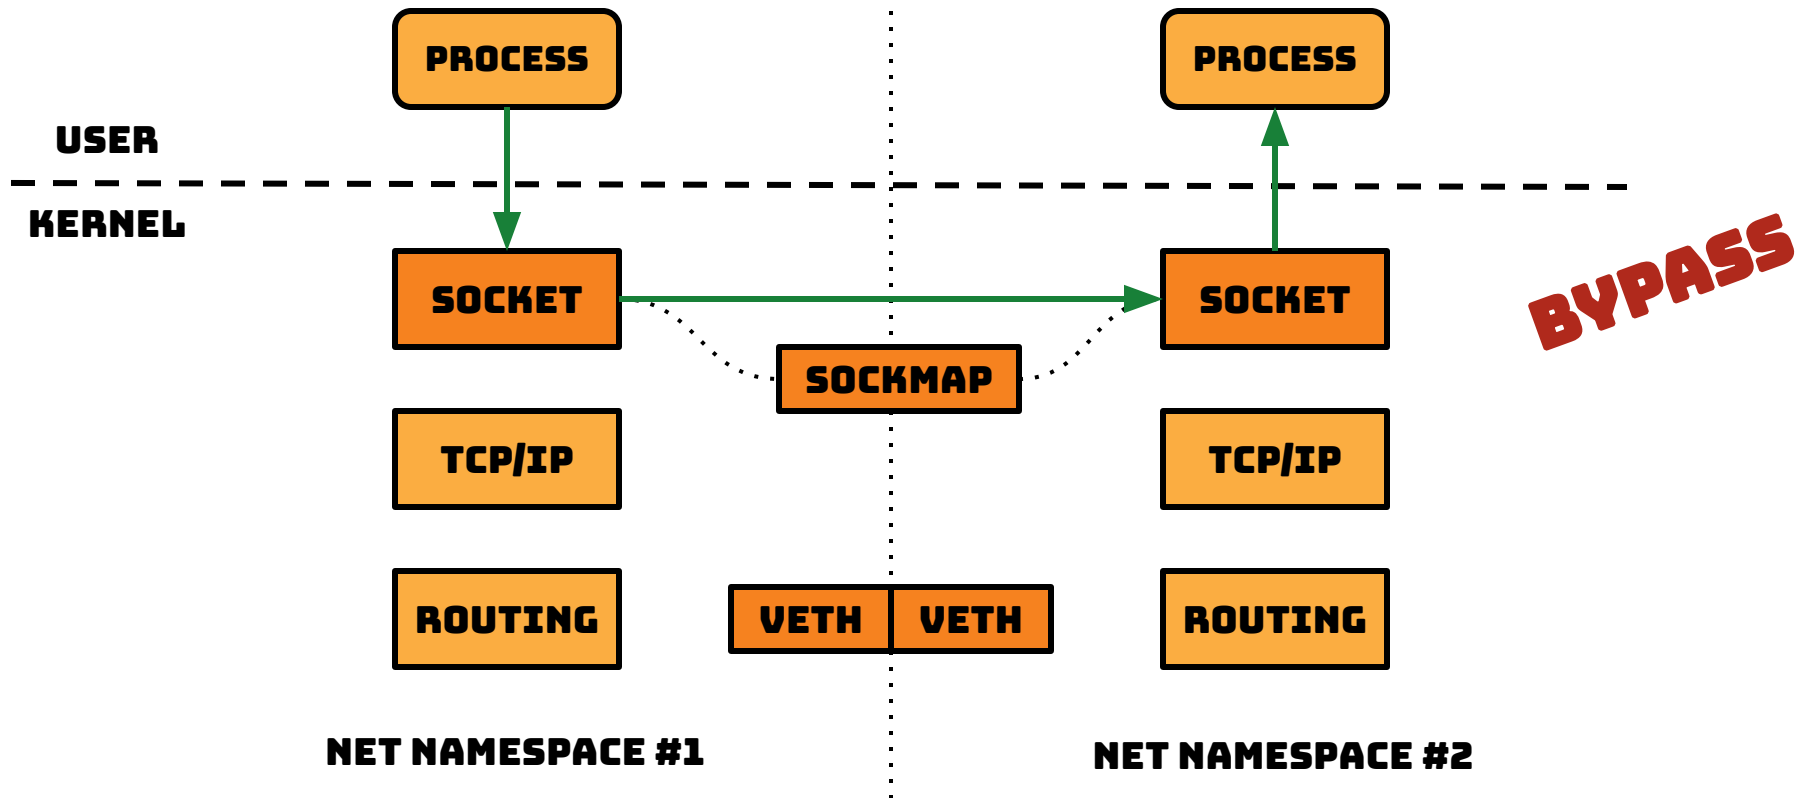 PROCESS
PROCESS
USER
KERNEL
SOCKET
SOCKET
BYPASS
SOCKMAP
TCP/IP
TCP/IP
ROUTING
VETH
VETH
ROUTING
NET NAMESPACE #1
NET NAMESPACE #2